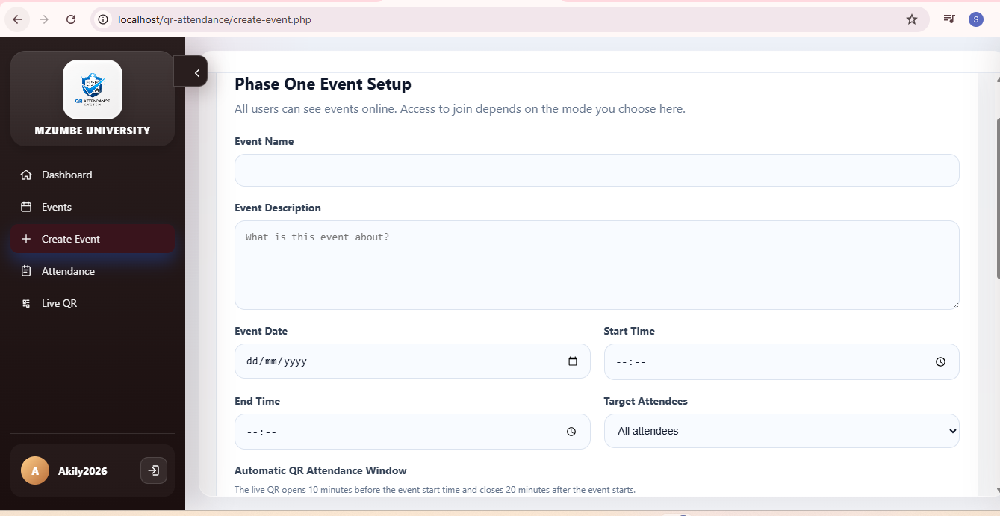 localhost/qr-attendance/create-event.php
S
QR ATTENDANCE
SYSTEM
MZUMBE UNIVERSITY
Dashboard
Events
Create Event
Attendance
Live QR
A
Akily2026
Phase One Event Setup
All users can see events online. Access to join depends on the mode you choose here.
Event Name
Event Description
What is this event about?
Event Date
Start Time
dd/mm/yyyy
--:--
End Time
Target Attendees
--:--
All attendees
Automatic QR Attendance Window
The live QR opens 10 minutes before the event start time and closes 20 minutes after the event starts.